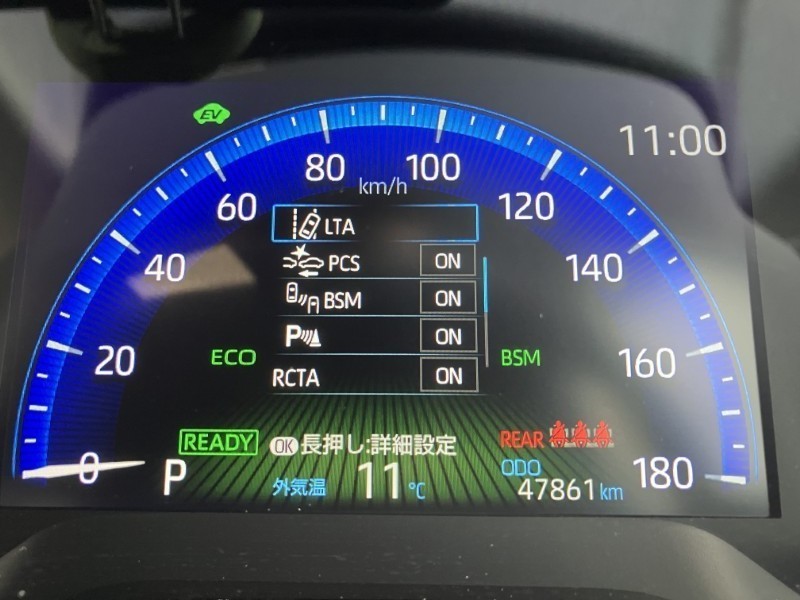 EV
11:00
80 100
km/h
60 120
LTA
40 PCS ON 140
BSM ON
P ON
20 ECO BSM 160
RCTA ON
READY OK 長押し:詳細設定 REAR
0 P 外気温 11℃ ODO 180
47861 km